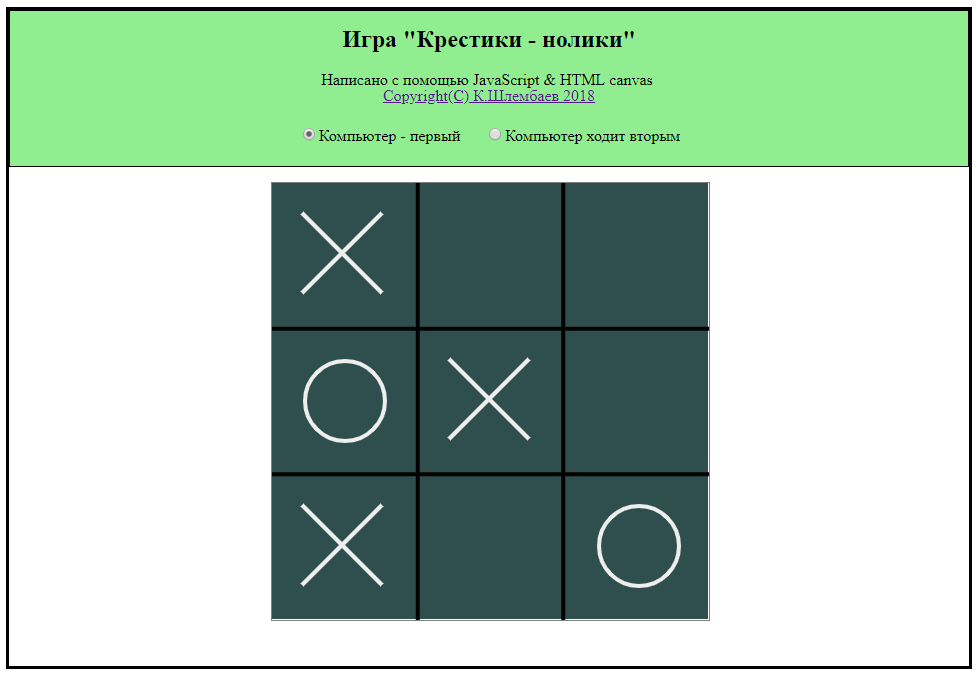 Игра "Крестики - нолики"
Написано с помощью JavaScript & HTML canvas
Copyright(C) К.Шлембаев 2018
Компьютер - первый Компьютер ходит вторым